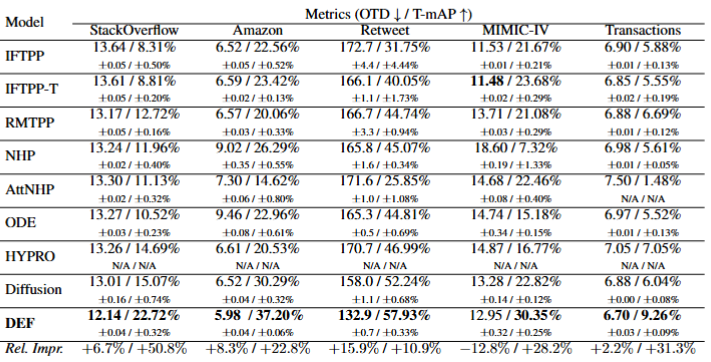 Model Metrics (OTD ↓ / T-mAP ↑)
StackOverflow Amazon Retweet MIMIC-IV Transactions
IFTPP 13.64 / 8.31% 6.52 / 22.56% 172.7 / 31.75% 11.53 / 21.67% 6.90 / 5.88%
±0.05 / ±0.50% ±0.05 / ±0.52% ±4.4 / ±4.44% ±0.01 / ±0.21% ±0.01 / ±0.13%
IFTPP-T 13.61 / 8.81% 6.59 / 23.42% 166.1 / 40.05% 11.48 / 23.68% 6.85 / 5.55%
±0.05 / ±0.20% ±0.02 / ±0.13% ±1.1 / ±1.73% ±0.02 / ±0.29% ±0.02 / ±0.19%
RMTPP 13.17 / 12.72% 6.57 / 20.06% 166.7 / 44.74% 13.71 / 21.08% 6.88 / 6.69%
±0.05 / ±0.16% ±0.03 / ±0.33% ±3.3 / ±0.94% ±0.03 / ±0.29% ±0.01 / ±0.12%
NHP 13.24 / 11.96% 9.02 / 26.29% 165.8 / 45.07% 18.60 / 7.32% 6.98 / 5.61%
±0.02 / ±0.40% ±0.35 / ±0.55% ±1.6 / ±0.34% ±0.19 / ±1.33% ±0.01 / ±0.05%
AttNHP 13.30 / 11.13% 7.30 / 14.62% 171.6 / 25.85% 14.68 / 22.46% 7.50 / 1.48%
±0.02 / ±0.32% ±0.06 / ±0.80% ±1.0 / ±1.08% ±0.08 / ±0.40% N/A / N/A
ODE 13.27 / 10.52% 9.46 / 22.96% 165.3 / 44.81% 14.74 / 15.18% 6.97 / 5.52%
±0.03 / ±0.23% ±0.08 / ±0.61% ±0.5 / ±0.69% ±0.34 / ±0.15% ±0.01 / ±0.13%
HYPRO 13.26 / 14.69% 6.61 / 20.53% 170.7 / 46.99% 14.87 / 16.77% 7.05 / 7.05%
N/A / N/A N/A / N/A N/A / N/A N/A / N/A N/A / N/A
Diffusion 13.01 / 15.07% 6.52 / 30.29% 158.0 / 52.24% 13.28 / 22.82% 6.88 / 6.04%
±0.16 / ±0.74% ±0.04 / ±0.32% ±1.1 / ±0.68% ±0.14 / ±0.12% ±0.00 / ±0.08%
DEF 12.14 / 22.72% 5.98 / 37.20% 132.9 / 57.93% 12.95 / 30.35% 6.70 / 9.26%
±0.04 / ±0.32% ±0.04 / ±0.06% ±0.7 / ±0.33% ±0.32 / ±0.25% ±0.03 / ±0.09%
Rel. Impr. +6.7% / +50.8% +8.3% / +22.8% +15.9% / +10.9% −12.8% / +28.2% +2.2% / +31.3%